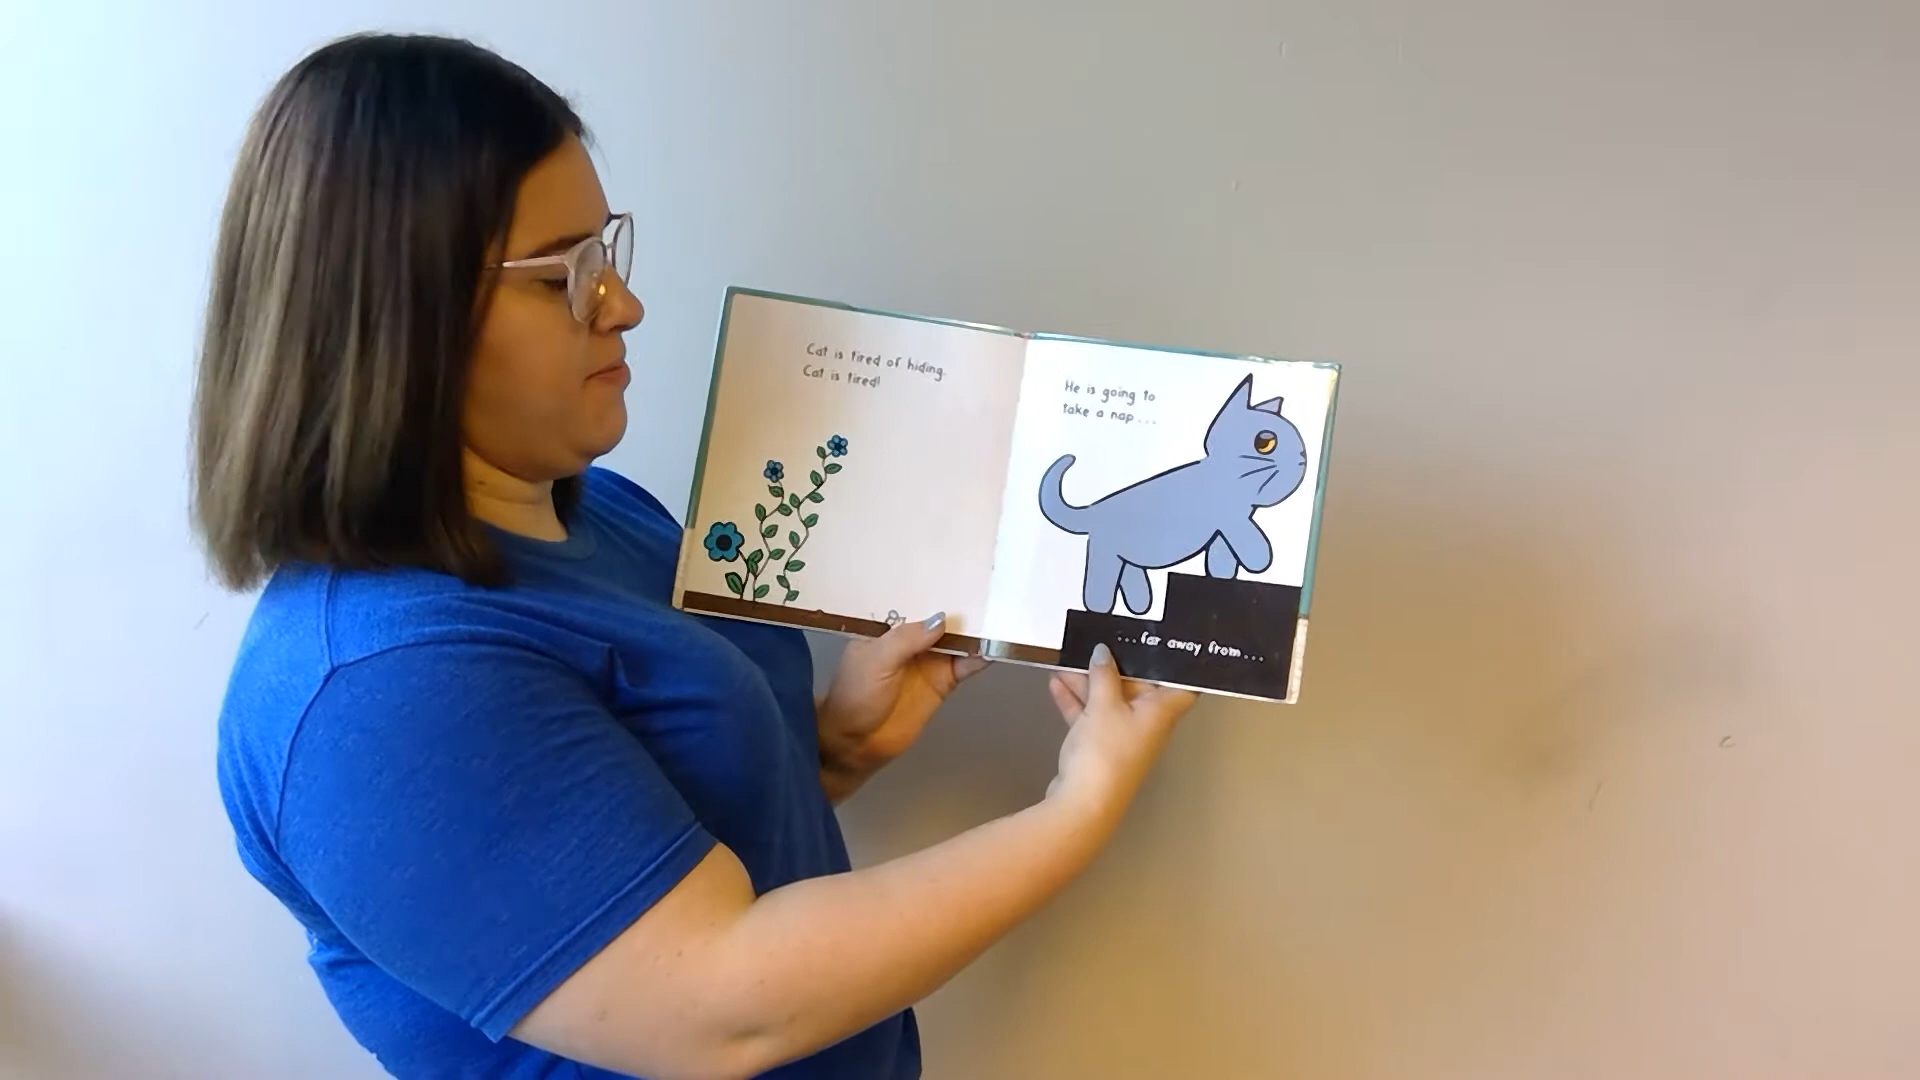 Cat is tired of hiding.
Cat is tired!
He is going to
take a nap...
...far away from...